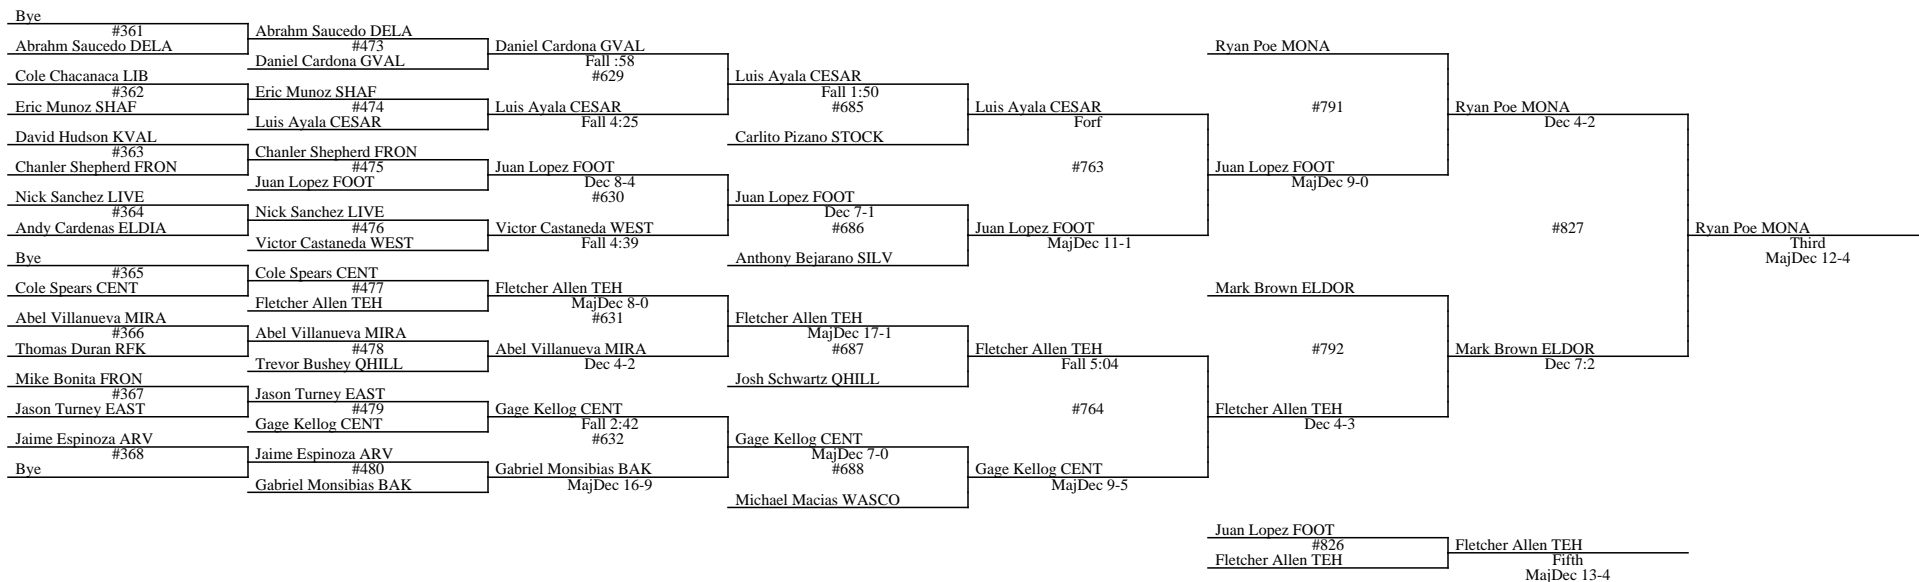 Bye
#361
Abrahm Saucedo DELA
Cole Chacanaca LIB
#362
Eric Munoz SHAF
David Hudson KVAL
#363
Chanler Shepherd FRON
Nick Sanchez LIVE
#364
Andy Cardenas ELDIA
Bye
#365
Cole Spears CENT
Abel Villanueva MIRA
#366
Thomas Duran RFK
Mike Bonita FRON
#367
Jason Turney EAST
Jaime Espinoza ARV
#368
Bye
Abrahm Saucedo DELA
#473
Daniel Cardona GVAL
Eric Munoz SHAF
#474
Luis Ayala CESAR
Chanler Shepherd FRON
#475
Juan Lopez FOOT
Nick Sanchez LIVE
#476
Victor Castaneda WEST
Cole Spears CENT
#477
Fletcher Allen TEH
Abel Villanueva MIRA
#478
Trevor Bushey QHILL
Jason Turney EAST
#479
Gage Kellog CENT
Jaime Espinoza ARV
#480
Gabriel Monsibias BAK
Daniel Cardona GVAL
Fall :58
#629
Luis Ayala CESAR
Fall 4:25
Juan Lopez FOOT
Dec 8-4
#630
Victor Castaneda WEST
Fall 4:39
Fletcher Allen TEH
MajDec 8-0
#631
Abel Villanueva MIRA
Dec 4-2
Gage Kellog CENT
Fall 2:42
#632
Gabriel Monsibias BAK
MajDec 16-9
Luis Ayala CESAR
Fall 1:50
#685
Carlito Pizano STOCK
Juan Lopez FOOT
Dec 7-1
#686
Anthony Bejarano SILV
Fletcher Allen TEH
MajDec 17-1
#687
Josh Schwartz QHILL
Gage Kellog CENT
MajDec 7-0
#688
Michael Macias WASCO
Luis Ayala CESAR
Forf
#763
Juan Lopez FOOT
MajDec 11-1
Fletcher Allen TEH
Fall 5:04
#764
Gage Kellog CENT
MajDec 9-5
Ryan Poe MONA
#791
Juan Lopez FOOT
MajDec 9-0
Mark Brown ELDOR
#792
Fletcher Allen TEH
Dec 4-3
Ryan Poe MONA
Dec 4-2
#827
Mark Brown ELDOR
Dec 7:2
Ryan Poe MONA
Third
MajDec 12-4
Juan Lopez FOOT
#826
Fletcher Allen TEH
Fletcher Allen TEH
Fifth
MajDec 13-4